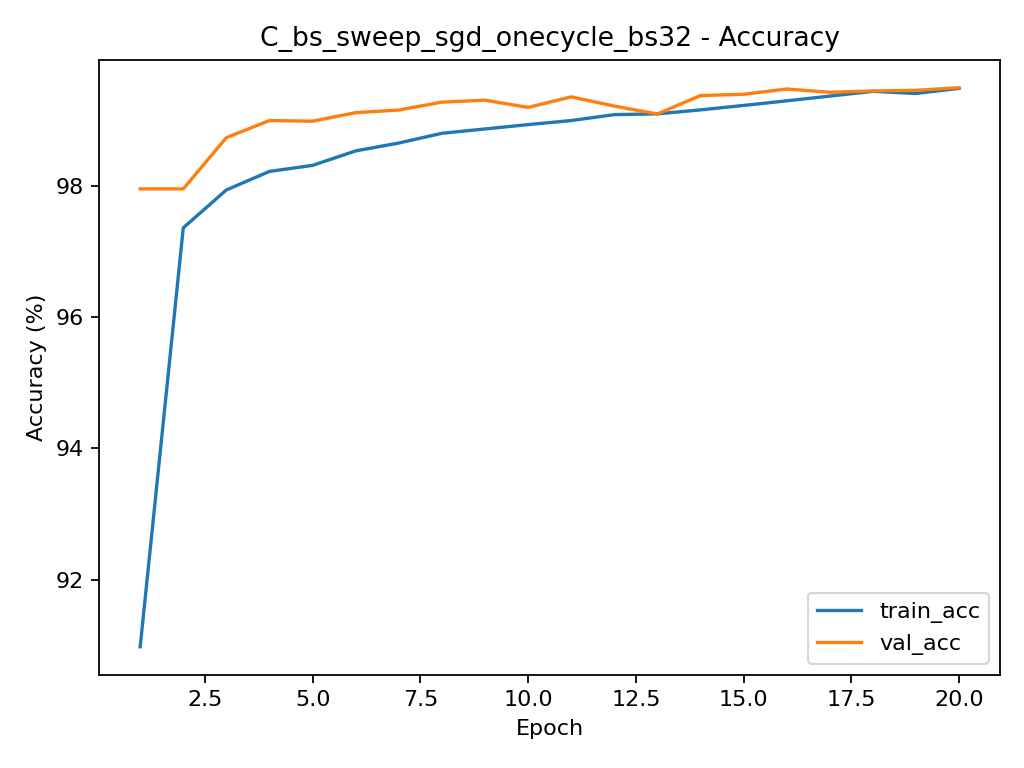 C_bs_sweep_sgd_onecycle_bs32 - Accuracy
Accuracy (%)
98
96
94
92
train_acc
val_acc
2.5 5.0 7.5 10.0 12.5 15.0 17.5 20.0
Epoch